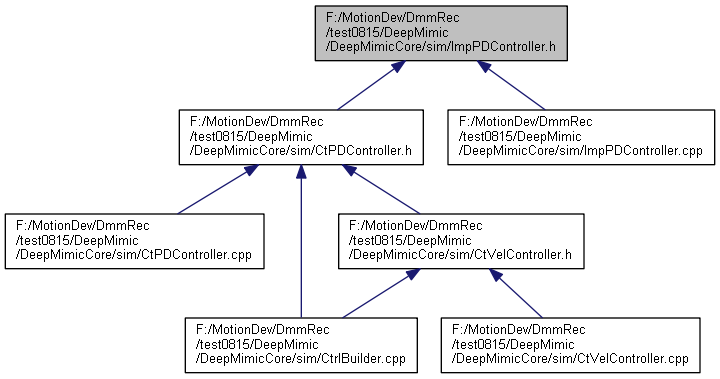 F:/MotionDev/DmmRec
/test0815/DeepMimic
/DeepMimicCore/sim/ImpPDController.h
F:/MotionDev/DmmRec
/test0815/DeepMimic
/DeepMimicCore/sim/CtPDController.h
F:/MotionDev/DmmRec
/test0815/DeepMimic
/DeepMimicCore/sim/ImpPDController.cpp
F:/MotionDev/DmmRec
/test0815/DeepMimic
/DeepMimicCore/sim/CtPDController.cpp
F:/MotionDev/DmmRec
/test0815/DeepMimic
/DeepMimicCore/sim/CtVelController.h
F:/MotionDev/DmmRec
/test0815/DeepMimic
/DeepMimicCore/sim/CtrlBuilder.cpp
F:/MotionDev/DmmRec
/test0815/DeepMimic
/DeepMimicCore/sim/CtVelController.cpp